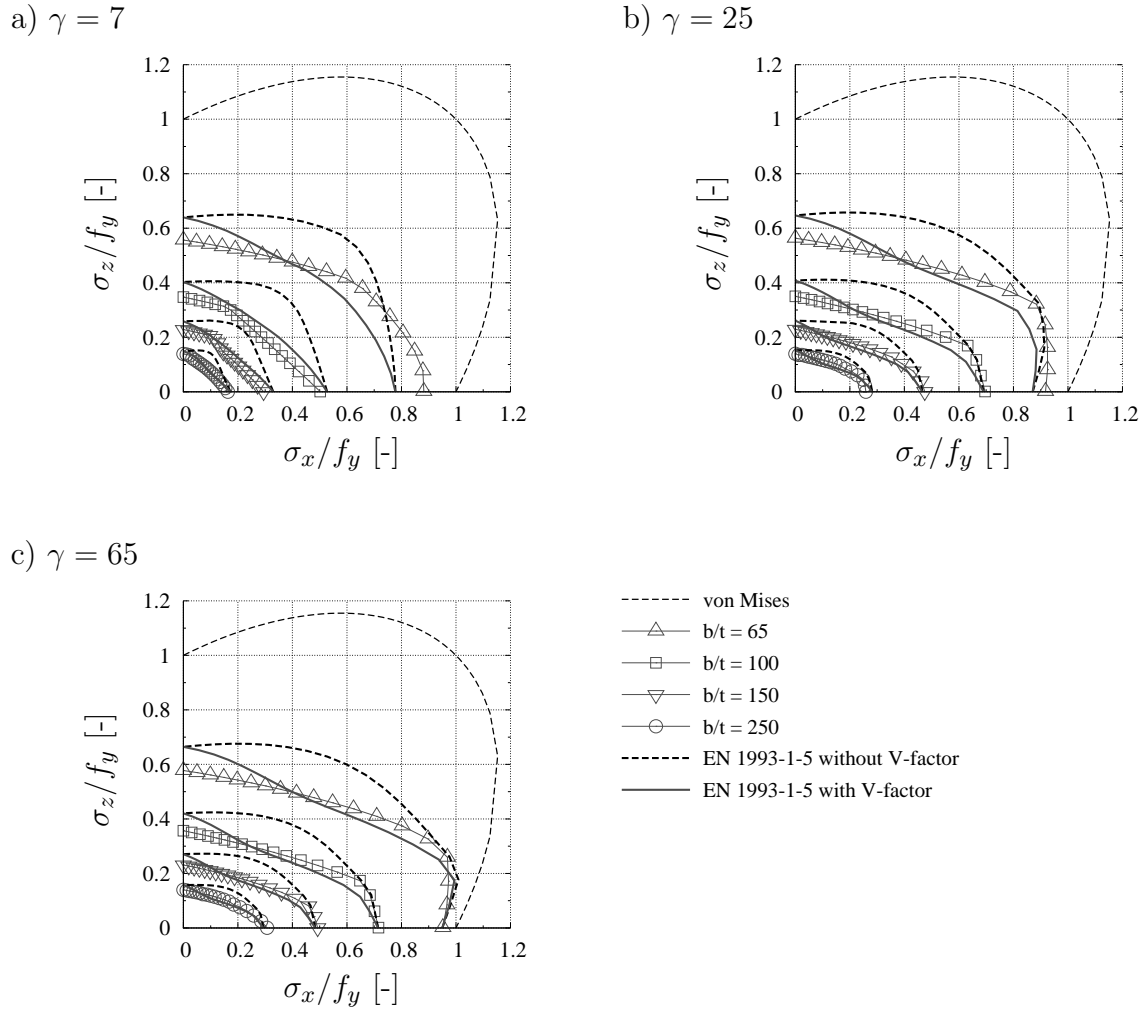 a) γ = 7
1.2
1
0.8
0.6
0.4
0.2
0
0 0.2 0.4 0.6 0.8 1 1.2
σz/fy [-]
σx/fy [-]
b) γ = 25
1.2
1
0.8
0.6
0.4
0.2
0
0 0.2 0.4 0.6 0.8 1 1.2
σz/fy [-]
σx/fy [-]
c) γ = 65
1.2
1
0.8
0.6
0.4
0.2
0
0 0.2 0.4 0.6 0.8 1 1.2
σz/fy [-]
σx/fy [-]
von Mises
b/t = 65
b/t = 100
b/t = 150
b/t = 250
EN 1993-1-5 without V-factor
EN 1993-1-5 with V-factor